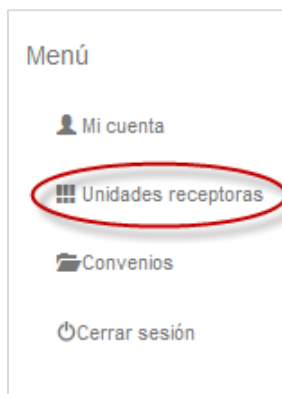 Menú
Mi cuenta
Unidades receptoras
Convenios
Cerrar sesión